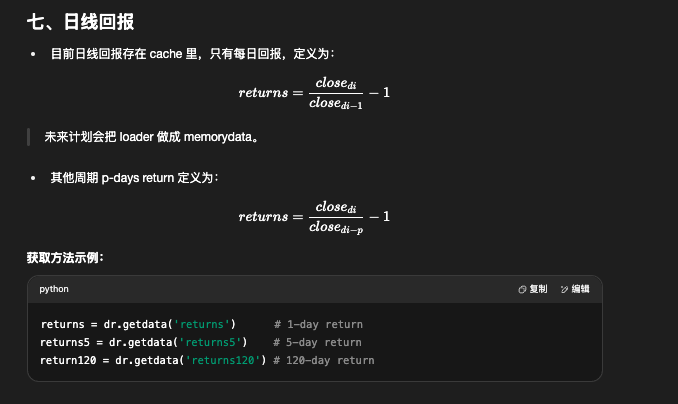 七、日线回报
• 目前日线回报存在 cache 里，只有每日回报，定义为：
returns = \frac{close_{di}}{close_{di-1}} - 1
未来计划会把 loader 做成 memorydata。
• 其他周期 p-days return 定义为：
returns = \frac{close_{di}}{close_{di-p}} - 1
获取方法示例：
python 复制 编辑
returns = dr.getdata('returns') # 1-day return
returns5 = dr.getdata('returns5') # 5-day return
return120 = dr.getdata('returns120') # 120-day return